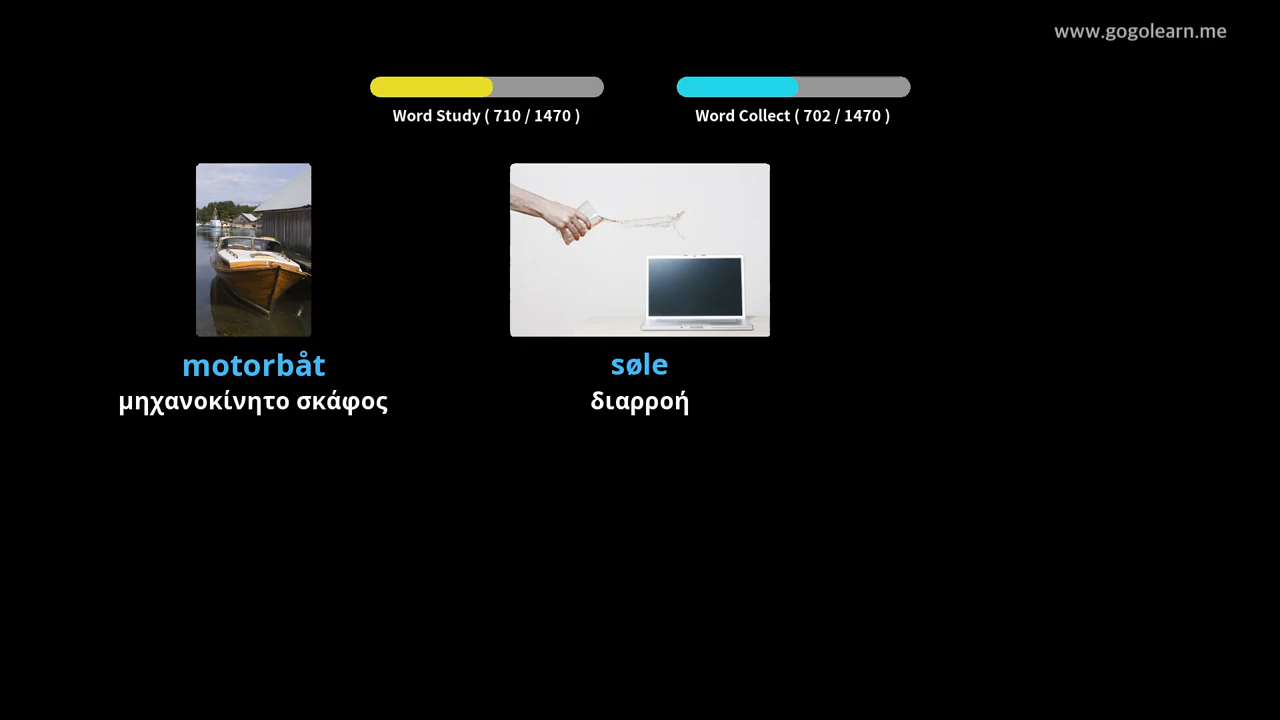 www.gogolearn.me
Word Study ( 710 / 1470 )
Word Collect ( 702 / 1470 )
motorbåt
μηχανοκίνητο σκάφος
søle
διαρροή